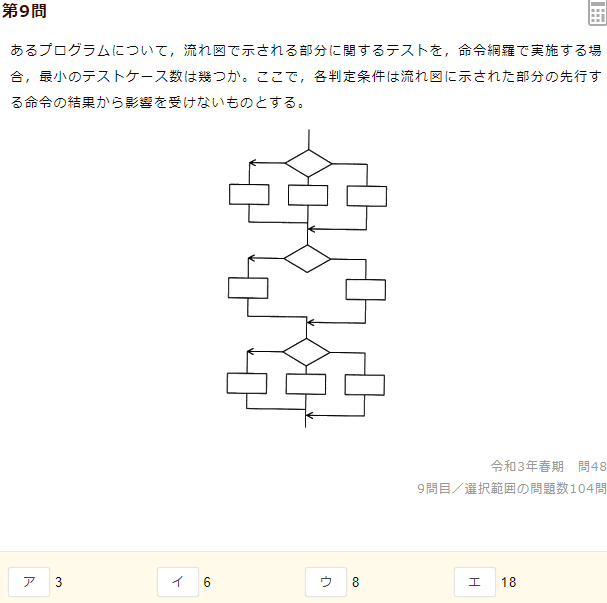 第9問
あるプログラムについて，流れ図で示される部分に関するテストを，命令網羅で実施する場
合，最小のテストケース数は幾つか。ここで，各判定条件は流れ図に示された部分の先行す
る命令の結果から影響を受けないものとする。
令和3年春期　問48
9問目／選択範囲の問題数104問
ア 3 イ 6 ウ 8 エ 18